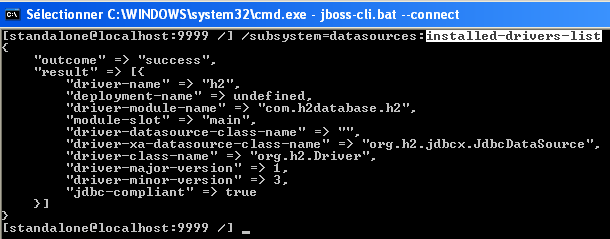 Sélectionner C:\WINDOWS\system32\cmd.exe - jboss-cli.bat --connect
[standalone@localhost:9999 /] /subsystem=datasources:installed-drivers-list
{
    "outcome" => "success",
    "result" => [{
        "driver-name" => "h2",
        "deployment-name" => undefined,
        "driver-module-name" => "com.h2database.h2",
        "module-slot" => "main",
        "driver-datasource-class-name" => "",
        "driver-xa-datasource-class-name" => "org.h2.jdbcx.JdbcDataSource",
        "driver-class-name" => "org.h2.Driver",
        "driver-major-version" => 1,
        "driver-minor-version" => 3,
        "jdbc-compliant" => true
    }]
}
[standalone@localhost:9999 /] _